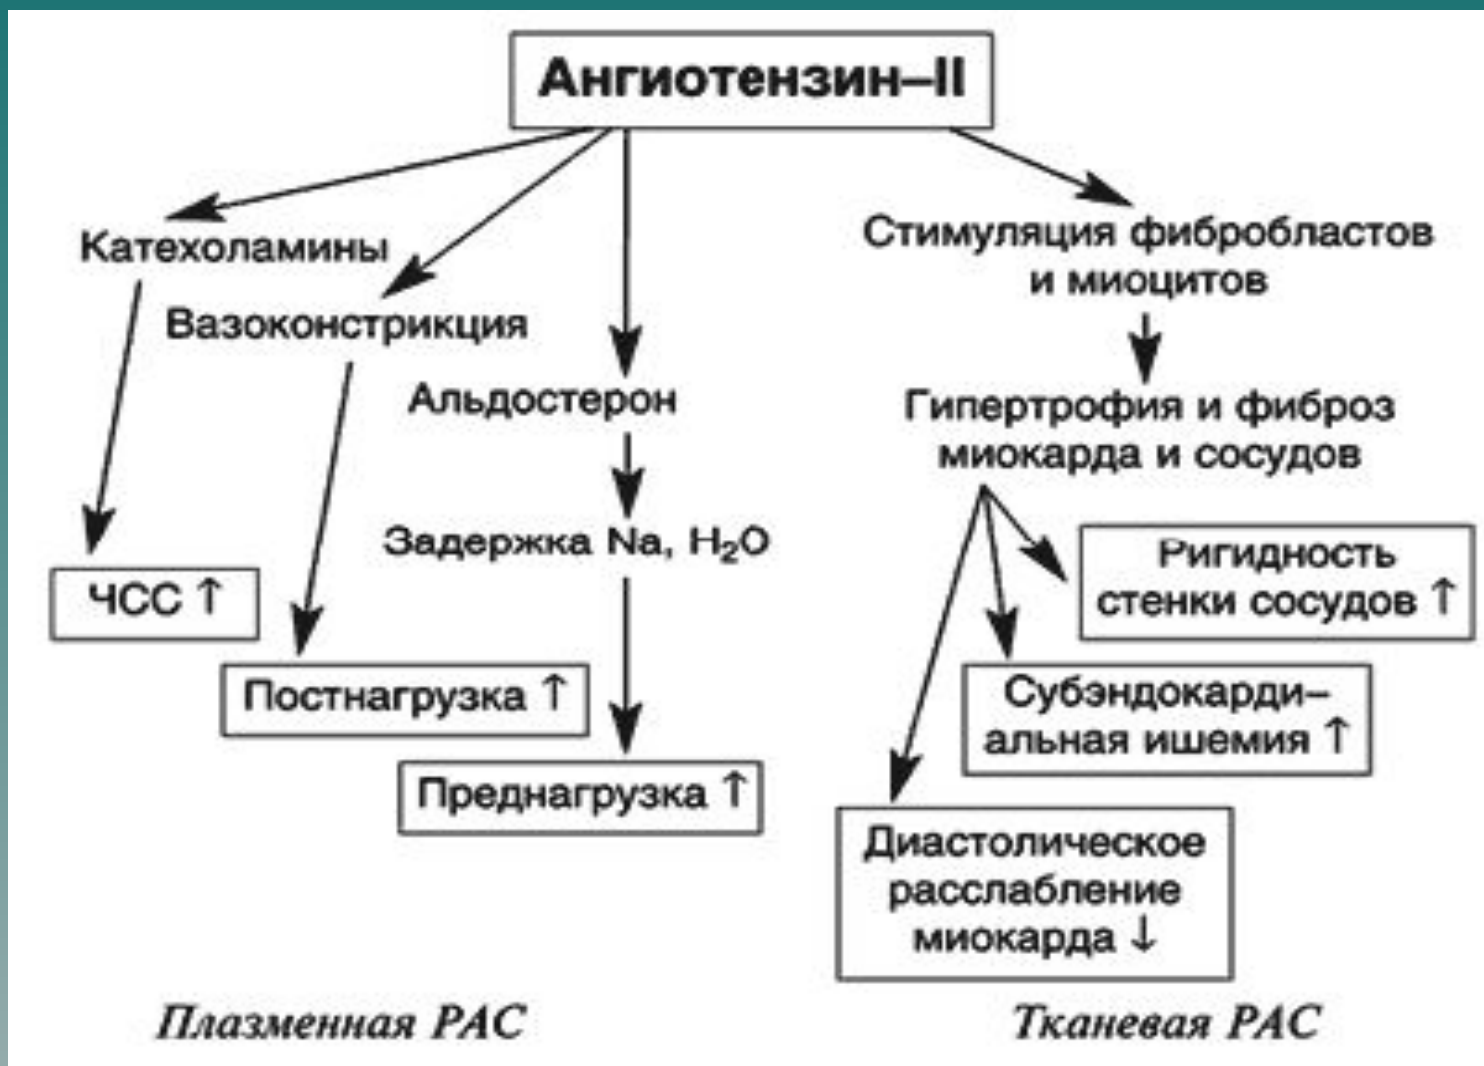 Ангиотензин–II
Катехоламины
Вазоконстрикция
Альдостерон
Задержка Na, H₂O
ЧСС ↑
Постнагрузка ↑
Преднагрузка ↑
Стимуляция фибробластов
и миоцитов
Гипертрофия и фиброз
миокарда и сосудов
Ригидность
стенки сосудов ↑
Субэндокарди–
альная ишемия ↑
Диастолическое
расслабление
миокарда ↓
Плазменная РАС
Тканевая РАС